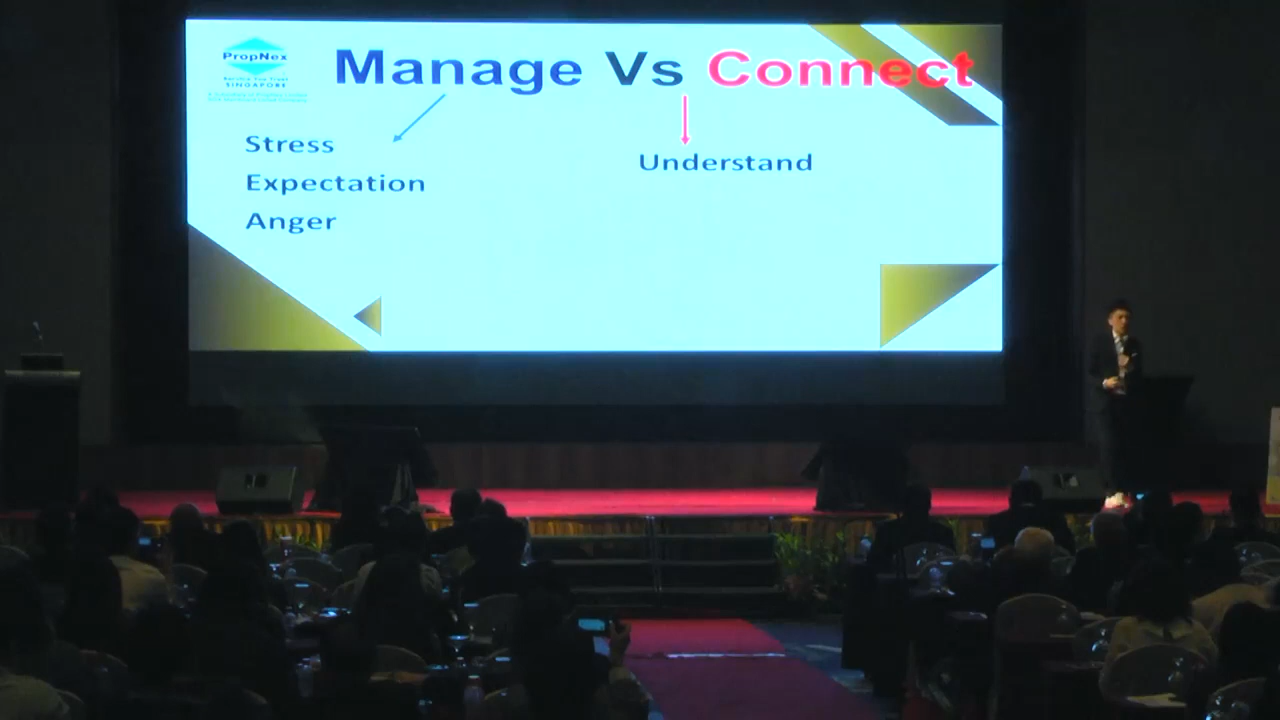 PropNex
SINGAPORE
Manage Vs Connect
Stress
Expectation
Anger
Understand